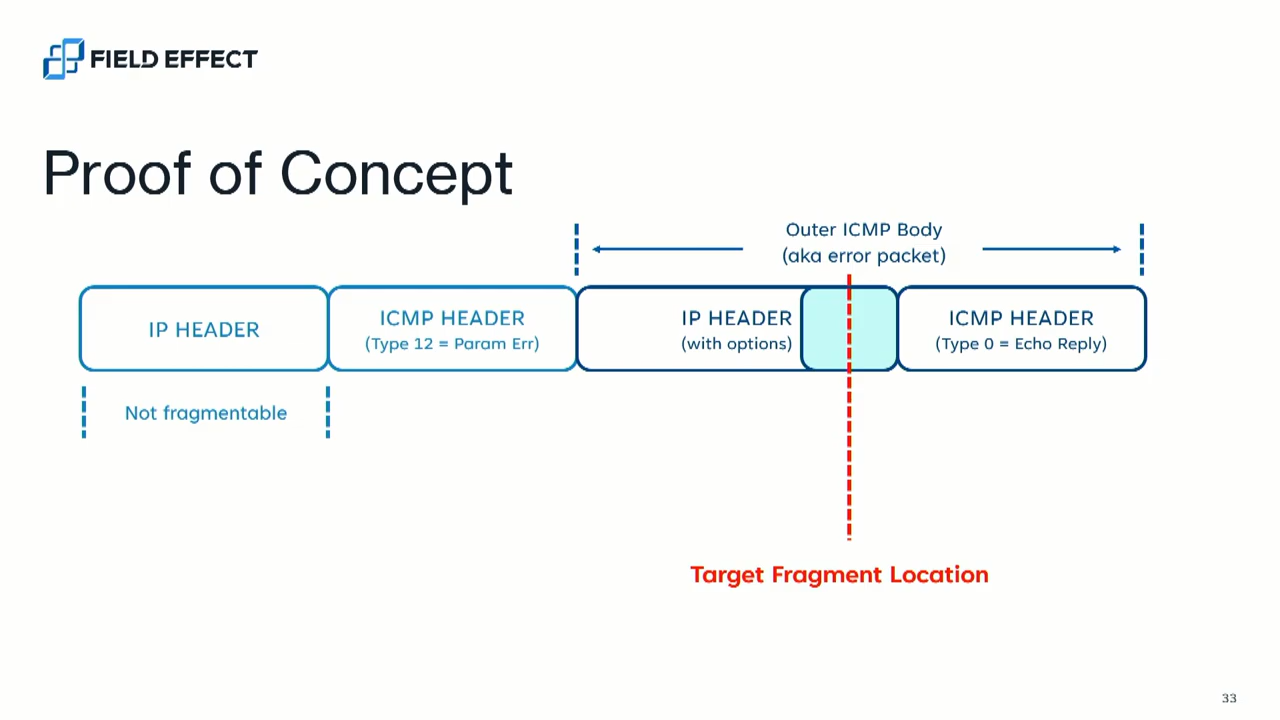 FIELD EFFECT
Proof of Concept
Outer ICMP Body
(aka error packet)
IP HEADER
ICMP HEADER
(Type 12 = Param Err)
IP HEADER
(with options)
ICMP HEADER
(Type 0 = Echo Reply)
Not fragmentable
Target Fragment Location
33